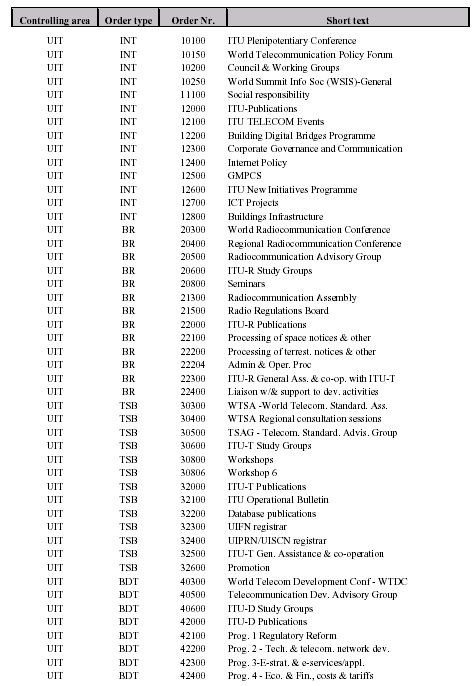 Controlling area Order type Order Nr. Short text
UIT INT 10100 ITU Plenipotentiary Conference
UIT INT 10150 World Telecommunication Policy Forum
UIT INT 10200 Council & Working Groups
UIT INT 10250 World Summit Info Soc (WSIS)-General
UIT INT 11100 Social responsibility
UIT INT 12000 ITU-Publications
UIT INT 12100 ITU TELECOM Events
UIT INT 12200 Building Digital Bridges Programme
UIT INT 12300 Corporate Governance and Communication
UIT INT 12400 Internet Policy
UIT INT 12500 GMPCS
UIT INT 12600 ITU New Initiatives Programme
UIT INT 12700 ICT Projects
UIT INT 12800 Buildings Infrastructure
UIT BR 20300 World Radiocommunication Conference
UIT BR 20400 Regional Radiocommunication Conference
UIT BR 20500 Radiocommunication Advisory Group
UIT BR 20600 ITU-R Study Groups
UIT BR 20800 Seminars
UIT BR 21300 Radiocommunication Assembly
UIT BR 21500 Radio Regulations Board
UIT BR 22000 ITU-R Publications
UIT BR 22100 Processing of space notices & other
UIT BR 22200 Processing of terrest. notices & other
UIT BR 22204 Admin & Oper. Proc
UIT BR 22300 ITU-R General Ass. & co-op. with ITU-T
UIT BR 22400 Liaison w/& support to dev. activities
UIT TSB 30300 WTSA -World Telecom. Standard. Ass.
UIT TSB 30400 WTSA Regional consultation sessions
UIT TSB 30500 TSAG - Telecom. Standard. Advis. Group
UIT TSB 30600 ITU-T Study Groups
UIT TSB 30800 Workshops
UIT TSB 30806 Workshop 6
UIT TSB 32000 ITU-T Publications
UIT TSB 32100 ITU Operational Bulletin
UIT TSB 32200 Database publications
UIT TSB 32300 UIFN registrar
UIT TSB 32400 UIPRN/UISCN registrar
UIT TSB 32500 ITU-T Gen. Assistance & co-operation
UIT TSB 32600 Promotion
UIT BDT 40300 World Telecom Development Conf - WTDC
UIT BDT 40500 Telecommunication Dev. Advisory Group
UIT BDT 40600 ITU-D Study Groups
UIT BDT 42000 ITU-D Publications
UIT BDT 42100 Prog. 1 Regulatory Reform
UIT BDT 42200 Prog. 2 - Tech. & telecom. network dev.
UIT BDT 42300 Prog. 3-E-strat. & e-services/appl.
UIT BDT 42400 Prog. 4 - Eco. & Fin., costs & tariffs